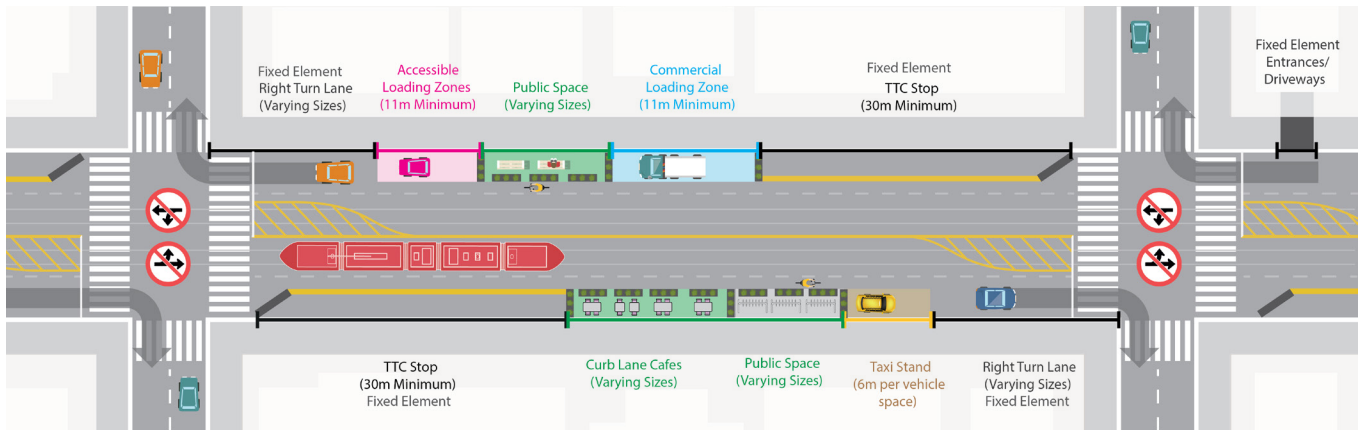 Fixed Element
Right Turn Lane
(Varying Sizes)
Accessible
Loading Zones
(11m Minimum)
Public Space
(Varying Sizes)
Commercial
Loading Zone
(11m Minimum)
Fixed Element
TTC Stop
(30m Minimum)
Fixed Element
Entrances/
Driveways
TTC Stop
(30m Minimum)
Fixed Element
Curb Lane Cafes
(Varying Sizes)
Public Space
(Varying Sizes)
Taxi Stand
(6m per vehicle
space)
Right Turn Lane
(Varying Sizes)
Fixed Element